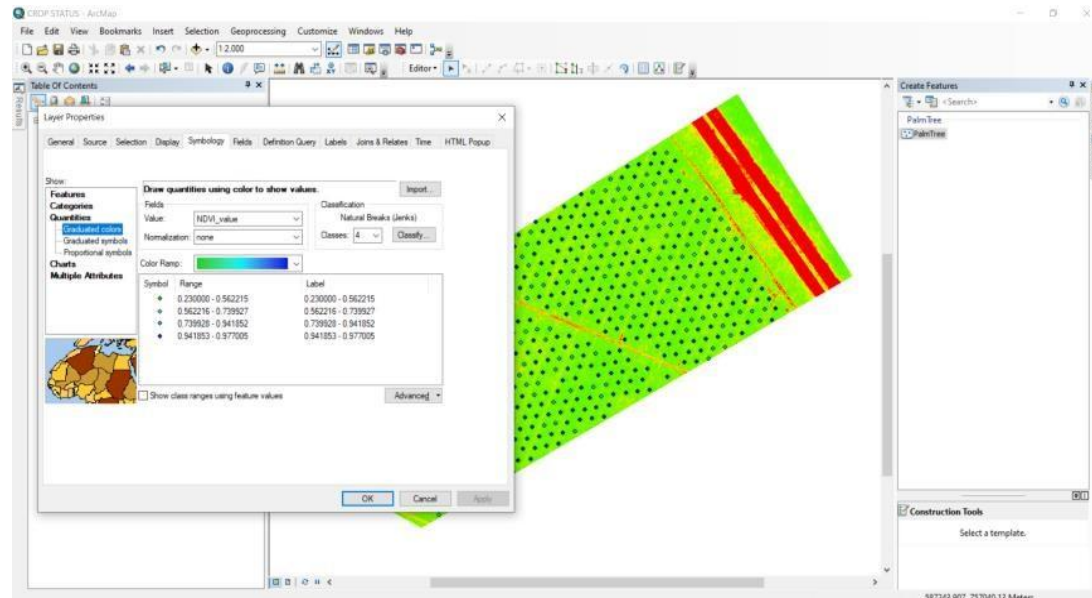 CROP STATUS - ArcMap
File Edit View Bookmarks Insert Selection Geoprocessing Customize Windows Help
1:2.000
Editor
Table Of Contents
Results
Layer Properties
General Source Selection Display Symbology Fields Definition Query Labels Joins & Relates Time HTML Popup
Show:
Features
Categories
Quantities
Graduated colors
Graduated symbols
Proportional symbols
Charts
Multiple Attributes
Draw quantities using color to show values.
Import...
Fields
Value: NDVI_value
Normalization: none
Classification
Natural Breaks (Jenks)
Classes: 4 Classify...
Color Ramp:
Symbol Range Label
0.230000 - 0.562215 0.230000 - 0.562215
0.562216 - 0.739927 0.562216 - 0.739927
0.739928 - 0.941852 0.739928 - 0.941852
0.941853 - 0.977005 0.941853 - 0.977005
Show class ranges using feature values
Advanced
OK Cancel Apply
Create Features
<Search>
PalmTree
PalmTree
Construction Tools
Select a template.